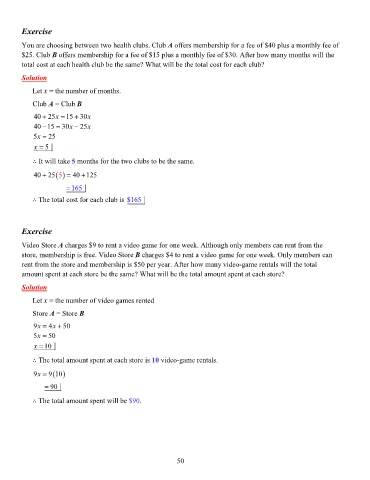 Exercise
You are choosing between two health clubs. Club A offers membership for a fee of $40 plus a monthly fee of
$25. Club B offers membership for a fee of $15 plus a monthly fee of $30. After how many months will the
total cost at each health club be the same? What will be the total cost for each club?
Solution
Let x = the number of months.
Club A = Club B
40 + 25x = 15 + 30x
40 − 15 = 30x − 25x
5x = 25
x = 5 |
∴ It will take 5 months for the two clubs to be the same.
40 + 25(5) = 40 + 125
= 165 |
∴ The total cost for each club is $165 |
Exercise
Video Store A charges $9 to rent a video game for one week. Although only members can rent from the
store, membership is free. Video Store B charges $4 to rent a video game for one week. Only members can
rent from the store and membership is $50 per year. After how many video-game rentals will the total
amount spent at each store be the same? What will be the total amount spent at each store?
Solution
Let x = the number of video games rented
Store A = Store B
9x = 4x + 50
5x = 50
x = 10 |
∴ The total amount spent at each store is 10 video-game rentals.
9x = 9(10)
= 90 |
∴ The total amount spent will be $90.
50